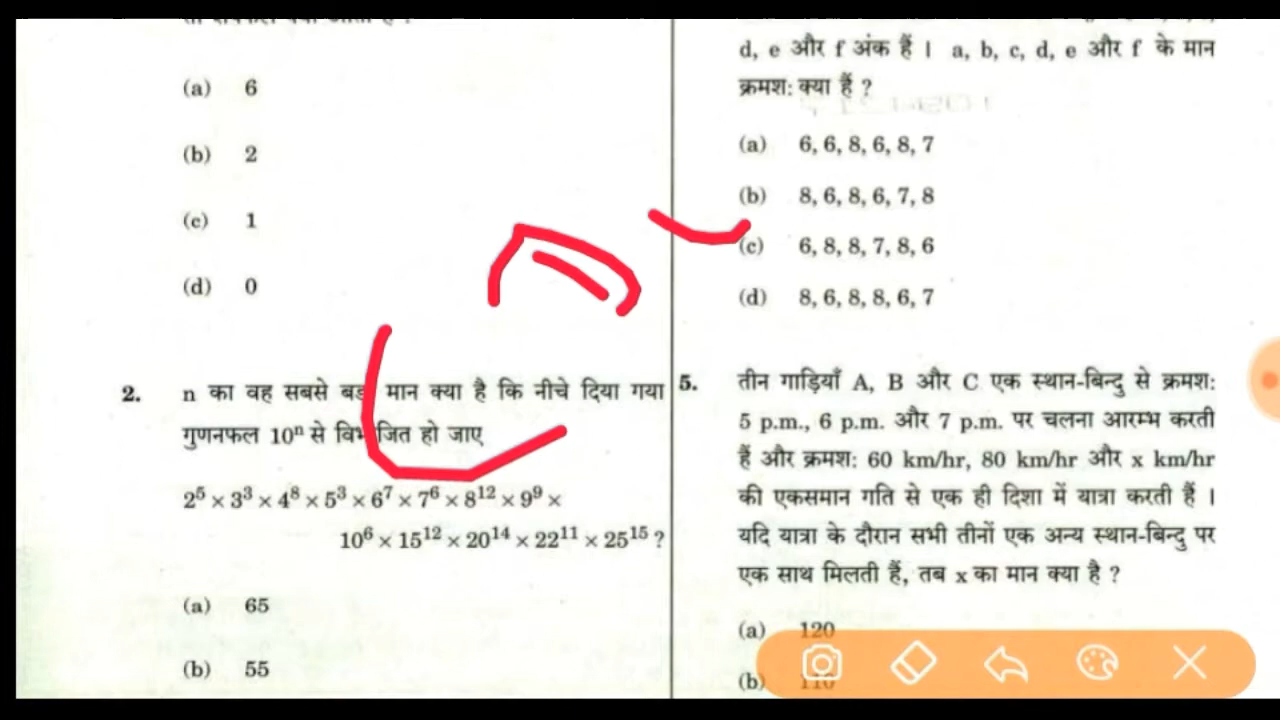 (a) 6
(b) 2
(c) 1
(d) 0
2. n का वह सबसे बड़ा मान क्या है कि नीचे दिया गया
गुणनफल 10ⁿ से विभाजित हो जाए
2⁵ × 3³ × 4⁸ × 5³ × 6⁷ × 7⁶ × 8¹² × 9⁹ ×
10⁶ × 15¹² × 20¹⁴ × 22¹¹ × 25¹⁵ ?
(a) 65
(b) 55
d, e और f अंक हैं । a, b, c, d, e और f के मान
क्रमश: क्या हैं ?
(a) 6, 6, 8, 6, 8, 7
(b) 8, 6, 8, 6, 7, 8
(c) 6, 8, 8, 7, 8, 6
(d) 8, 6, 8, 8, 6, 7
5. तीन गाड़ियाँ A, B और C एक स्थान-बिन्दु से क्रमश:
5 p.m., 6 p.m. और 7 p.m. पर चलना आरम्भ करती
हैं और क्रमश: 60 km/hr, 80 km/hr और x km/hr
की एकसमान गति से एक ही दिशा में यात्रा करती हैं ।
यदि यात्रा के दौरान सभी तीनों एक अन्य स्थान-बिन्दु पर
एक साथ मिलती हैं, तब x का मान क्या है ?
(a) 120
(b) 110